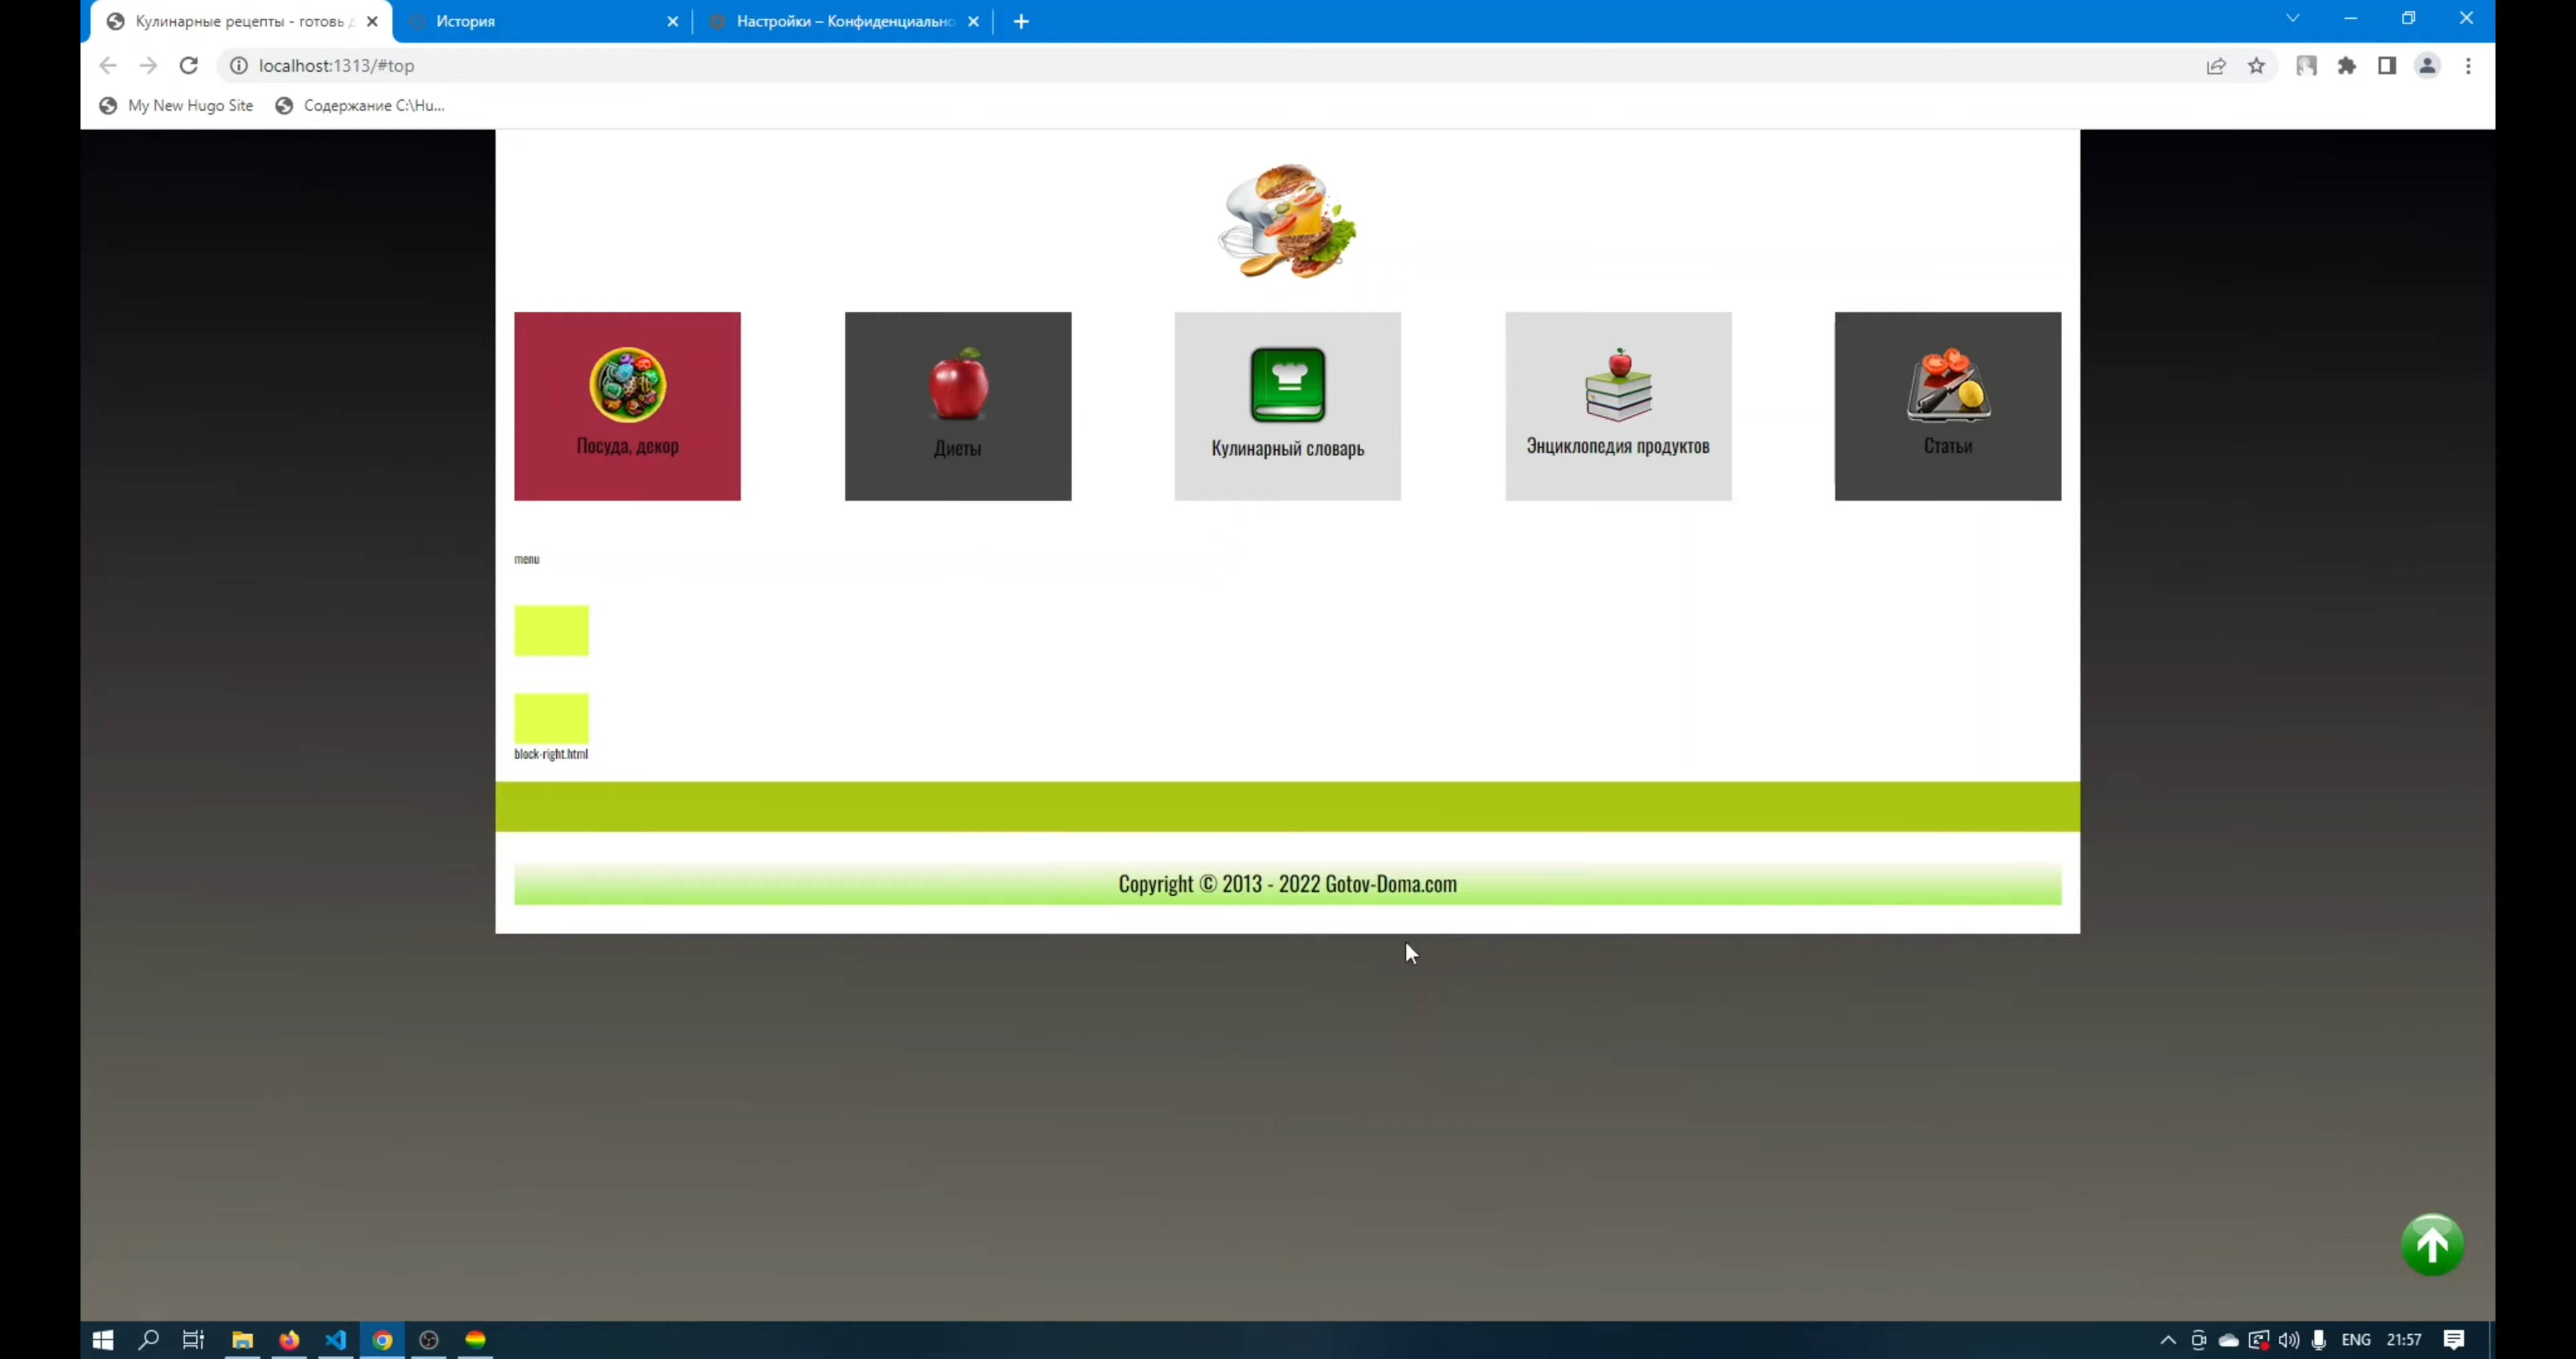 Кулинарные рецепты - готовь д
История
Настройки – Конфиденциально
localhost:1313/#top
My New Hugo Site
Содержание C:\Hu...
Посуда, декор
Диеты
Кулинарный словарь
Энциклопедия продуктов
Статьи
menu
block-right.html
Copyright © 2013 - 2022 Gotov-Doma.com
ENG
21:57